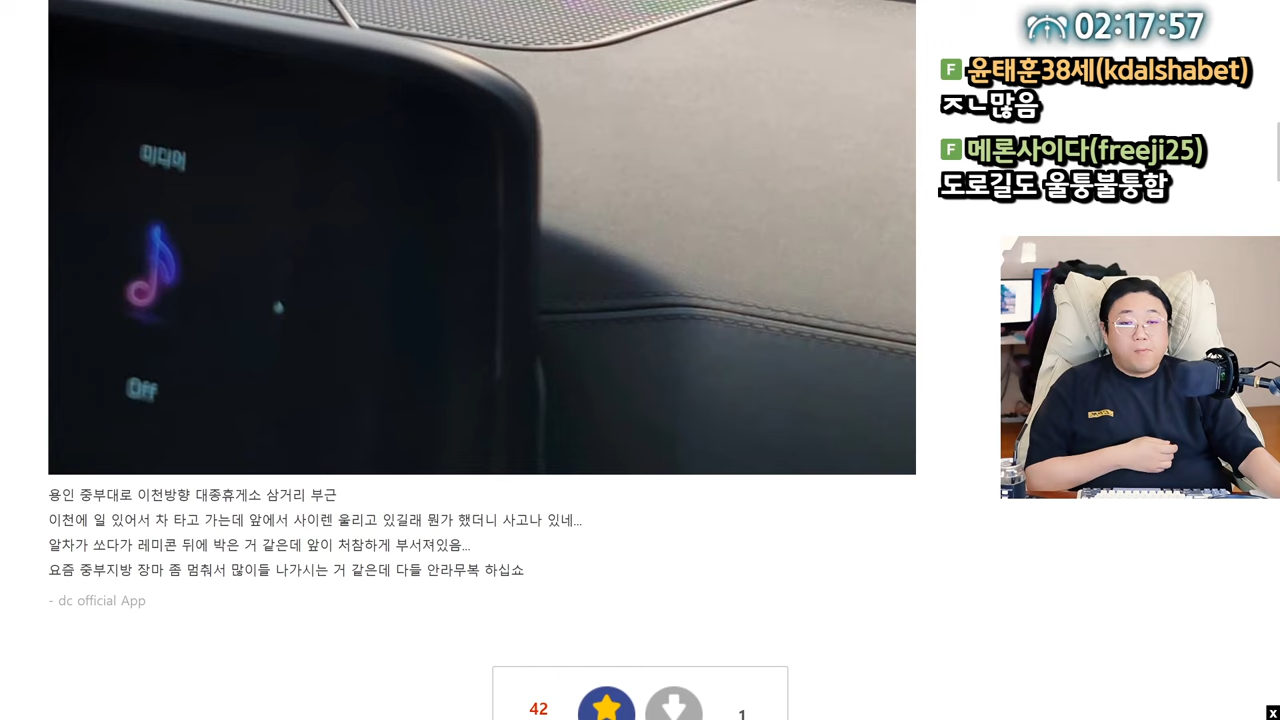 02:17:57
F 윤태훈38세(kdalshabet)
ㅈㄴ많음
F 메론사이다(freeji25)
도로길도 울퉁불퉁함
미디어
Off
용인 중부대로 이천방향 대종휴게소 삼거리 부근
이천에 일 있어서 차 타고 가는데 앞에서 사이렌 울리고 있길래 뭔가 했더니 사고나 있네...
알차가 쏘다가 레미콘 뒤에 박은 거 같은데 앞이 처참하게 부서져있음...
요즘 중부지방 장마 좀 멈춰서 많이들 나가시는 거 같은데 다들 안라무복 하십쇼
- dc official App
42
1
x